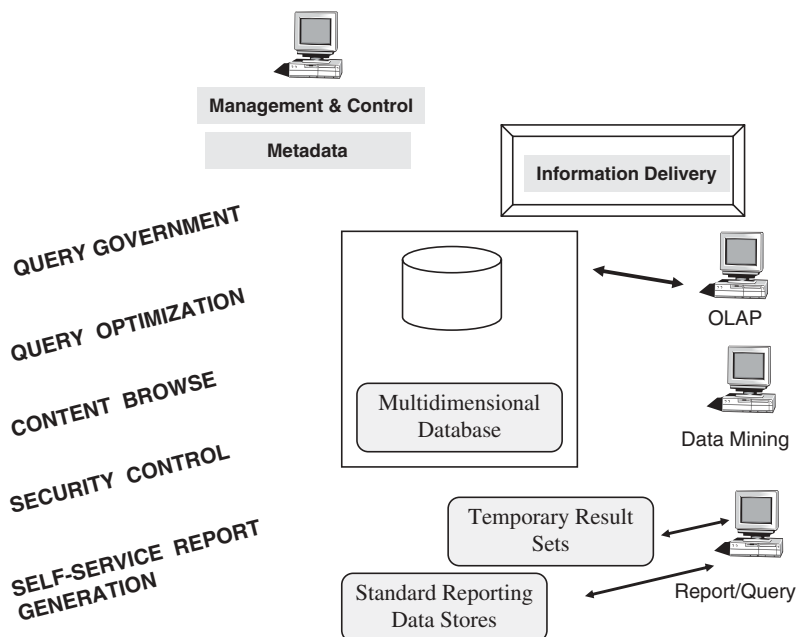 Management & Control
Metadata
Information Delivery
QUERY GOVERNMENT
QUERY OPTIMIZATION
CONTENT BROWSE
SECURITY CONTROL
SELF-SERVICE REPORT
GENERATION
Multidimensional
Database
OLAP
Data Mining
Temporary Result
Sets
Standard Reporting
Data Stores
Report/Query